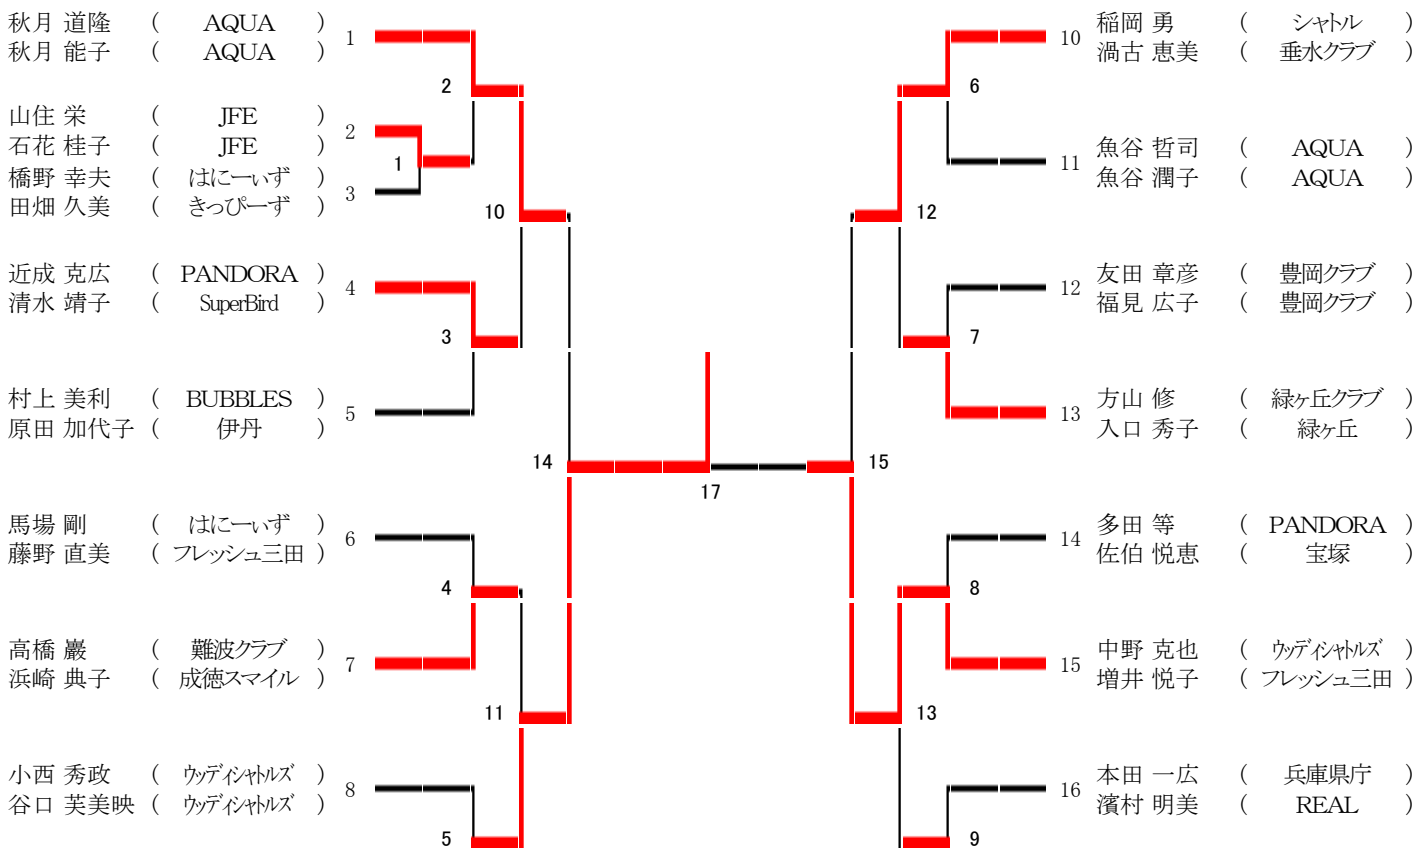 秋月 道隆 ( AQUA ) 1
秋月 能子 ( AQUA )
2
山住 栄 ( JFE ) 2
石花 桂子 ( JFE )
1
橋野 幸夫 ( はにーぃず ) 3
田畑 久美 ( きっぴーず )
10
近成 克広 ( PANDORA ) 4
清水 靖子 ( SuperBird )
3
村上 美利 ( BUBBLES ) 5
原田 加代子 ( 伊丹 )
14
馬場 剛 ( はにーぃず ) 6
藤野 直美 ( フレッシュ三田 )
4
高橋 巖 ( 難波クラブ ) 7
浜崎 典子 ( 成徳スマイル )
11
小西 秀政 ( ウッディシャトルズ ) 8
谷口 芙美映 ( ウッディシャトルズ )
5
17
10 稲岡 勇 ( シャトル )
渦古 恵美 ( 垂水クラブ )
6
11 魚谷 哲司 ( AQUA )
魚谷 潤子 ( AQUA )
12
12 友田 章彦 ( 豊岡クラブ )
福見 広子 ( 豊岡クラブ )
7
13 方山 修 ( 緑ヶ丘クラブ )
入口 秀子 ( 緑ヶ丘 )
15
14 多田 等 ( PANDORA )
佐伯 悦恵 ( 宝塚 )
8
15 中野 克也 ( ウッディシャトルズ )
増井 悦子 ( フレッシュ三田 )
13
16 本田 一広 ( 兵庫県庁 )
濱村 明美 ( REAL )
9